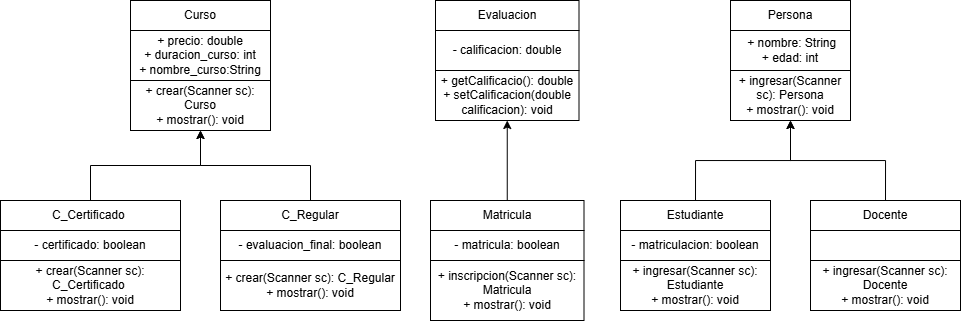 Curso
+ precio: double
+ duracion_curso: int
+ nombre_curso:String
+ crear(Scanner sc):
Curso
+ mostrar(): void
Evaluacion
- calificacion: double
+ getCalificacio(): double
+ setCalificacion(double
calificacion): void
Persona
+ nombre: String
+ edad: int
+ ingresar(Scanner
sc): Persona
+ mostrar(): void
C_Certificado
- certificado: boolean
+ crear(Scanner sc):
C_Certificado
+ mostrar(): void
C_Regular
- evaluacion_final: boolean
+ crear(Scanner sc): C_Regular
+ mostrar(): void
Matricula
- matricula: boolean
+ inscripcion(Scanner sc):
Matricula
+ mostrar(): void
Estudiante
- matriculacion: boolean
+ ingresar(Scanner sc):
Estudiante
+ mostrar(): void
Docente
+ ingresar(Scanner sc):
Docente
+ mostrar(): void